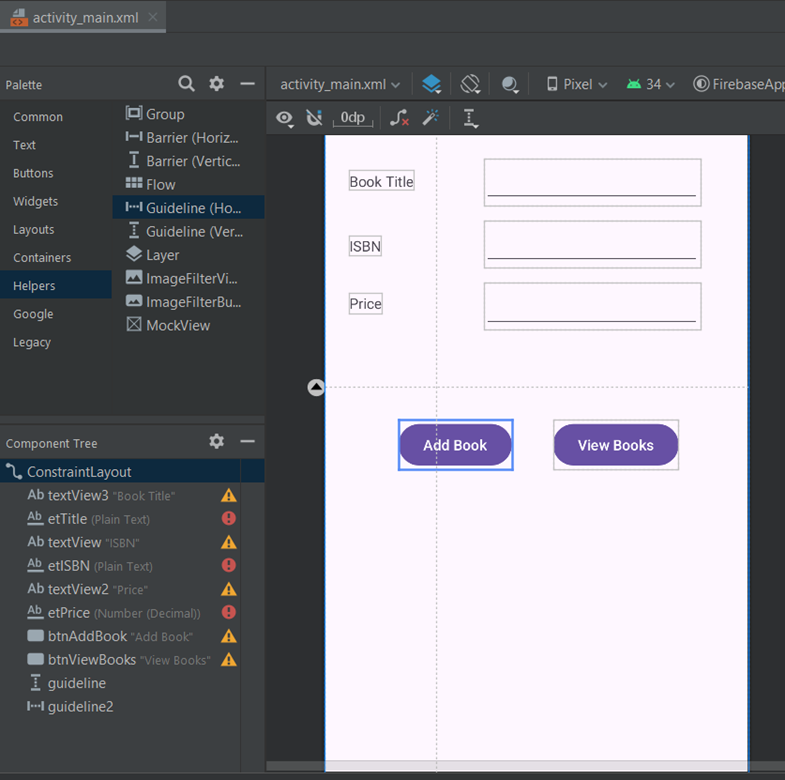 activity_main.xml
Palette
activity_main.xml
Pixel
34
FirebaseApp
0dp
Common
Text
Buttons
Widgets
Layouts
Containers
Helpers
Google
Legacy
Group
Barrier (Horiz...
Barrier (Vertic...
Flow
Guideline (Ho...
Guideline (Ver...
Layer
ImageFilterVi...
ImageFilterBu...
MockView
Book Title
ISBN
Price
Add Book
View Books
Component Tree
ConstraintLayout
Ab textView3 "Book Title"
Ab etTitle (Plain Text)
Ab textView "ISBN"
Ab etISBN (Plain Text)
Ab textView2 "Price"
Ab etPrice (Number (Decimal))
btnAddBook "Add Book"
btnViewBooks "View Books"
guideline
guideline2